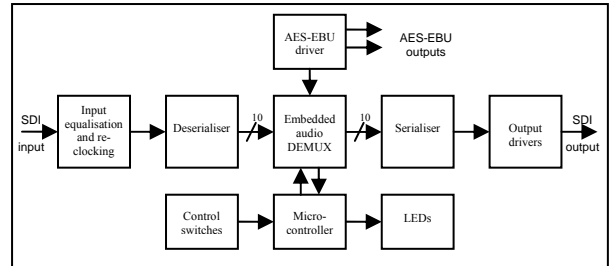 AES-EBU
driver
AES-EBU
outputs
SDI
input
Input
equalisation
and re-
clocking
Deserialiser
10
Embedded
audio
DEMUX
10
Serialiser
Output
drivers
SDI
output
Control
switches
Micro-
controller
LEDs